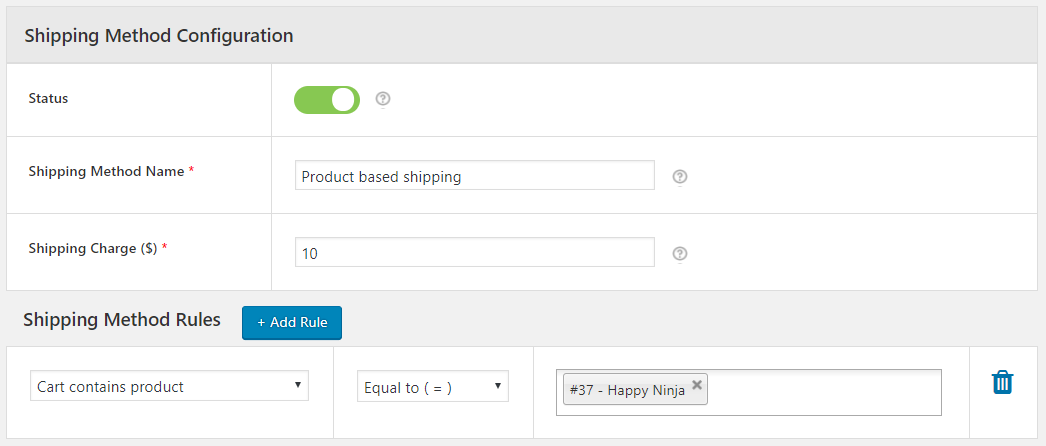 Shipping Method Configuration
Status
Shipping Method Name *
Product based shipping
Shipping Charge ($) *
10
Shipping Method Rules
+ Add Rule
Cart contains product
Equal to ( = )
#37 - Happy Ninja